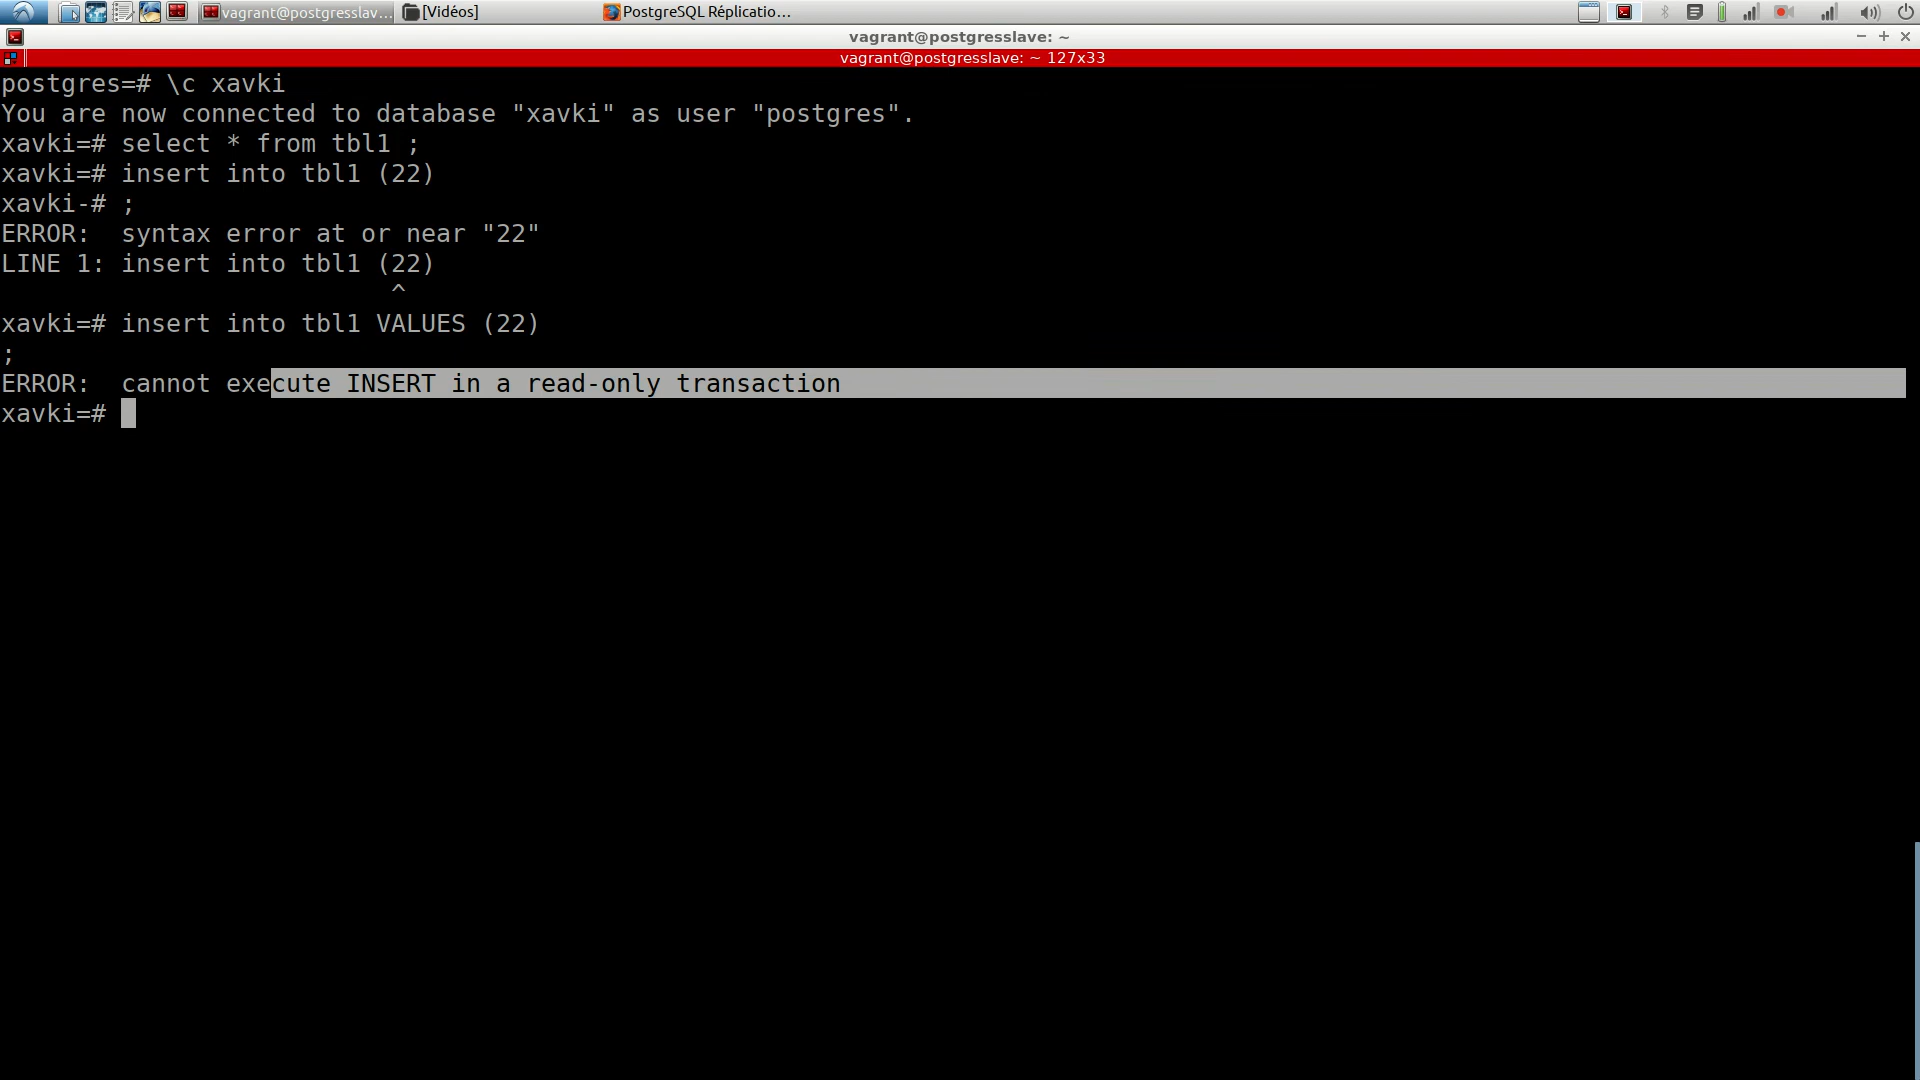 vagrant@postgresslav... [Vidéos] PostgreSQL Réplicatio...
vagrant@postgresslave: ~
vagrant@postgresslave: ~ 127x33
postgres=# \c xavki
You are now connected to database "xavki" as user "postgres".
xavki=# select * from tbl1 ;
xavki=# insert into tbl1 (22)
xavki-# ;
ERROR:  syntax error at or near "22"
LINE 1: insert into tbl1 (22)
^
xavki=# insert into tbl1 VALUES (22)
;
ERROR:  cannot execute INSERT in a read-only transaction
xavki=#